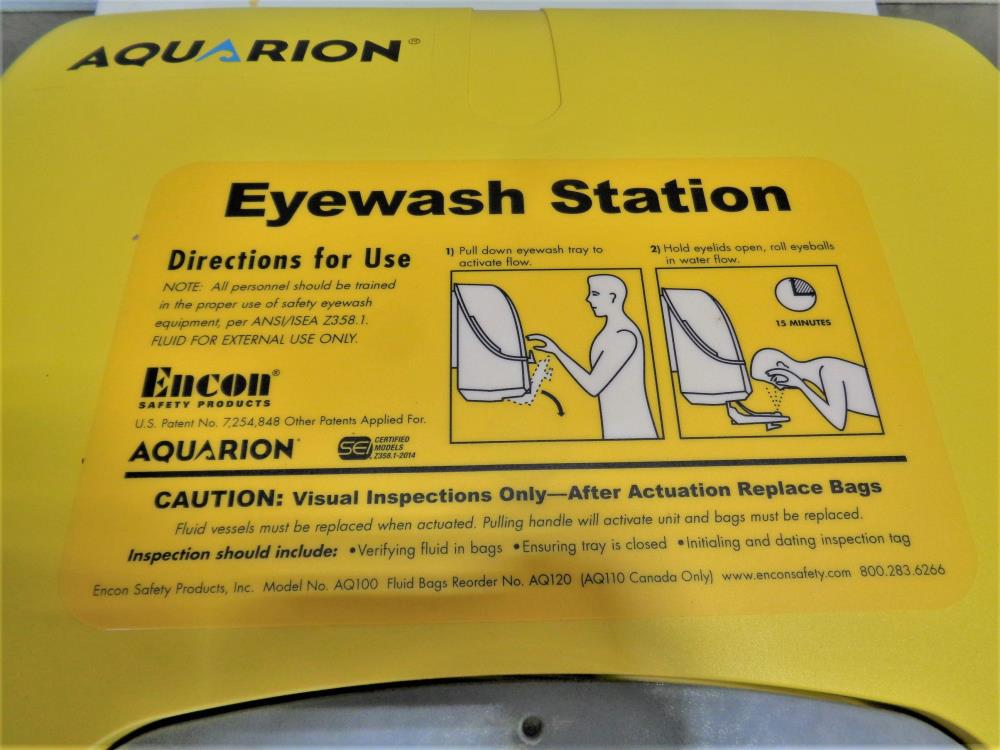 AQUARION®
Eyewash Station
Directions for Use
NOTE: All personnel should be trained
in the proper use of safety eyewash
equipment, per ANSI/ISEA Z358.1.
FLUID FOR EXTERNAL USE ONLY.
Encon®
SAFETY PRODUCTS
U.S. Patent No. 7,254,848 Other Patents Applied For.
AQUARION®
SEI CERTIFIED
MODELS
Z358.1-2014
1) Pull down eyewash tray to
activate flow.
2) Hold eyelids open, roll eyeballs
in water flow.
15 MINUTES
CAUTION: Visual Inspections Only—After Actuation Replace Bags
Fluid vessels must be replaced when actuated. Pulling handle will activate unit and bags must be replaced.
Inspection should include: •Verifying fluid in bags •Ensuring tray is closed •Initialing and dating inspection tag
Encon Safety Products, Inc. Model No. AQ100 Fluid Bags Reorder No. AQ120 (AQ110 Canada Only) www.enconsafety.com 800.283.6266